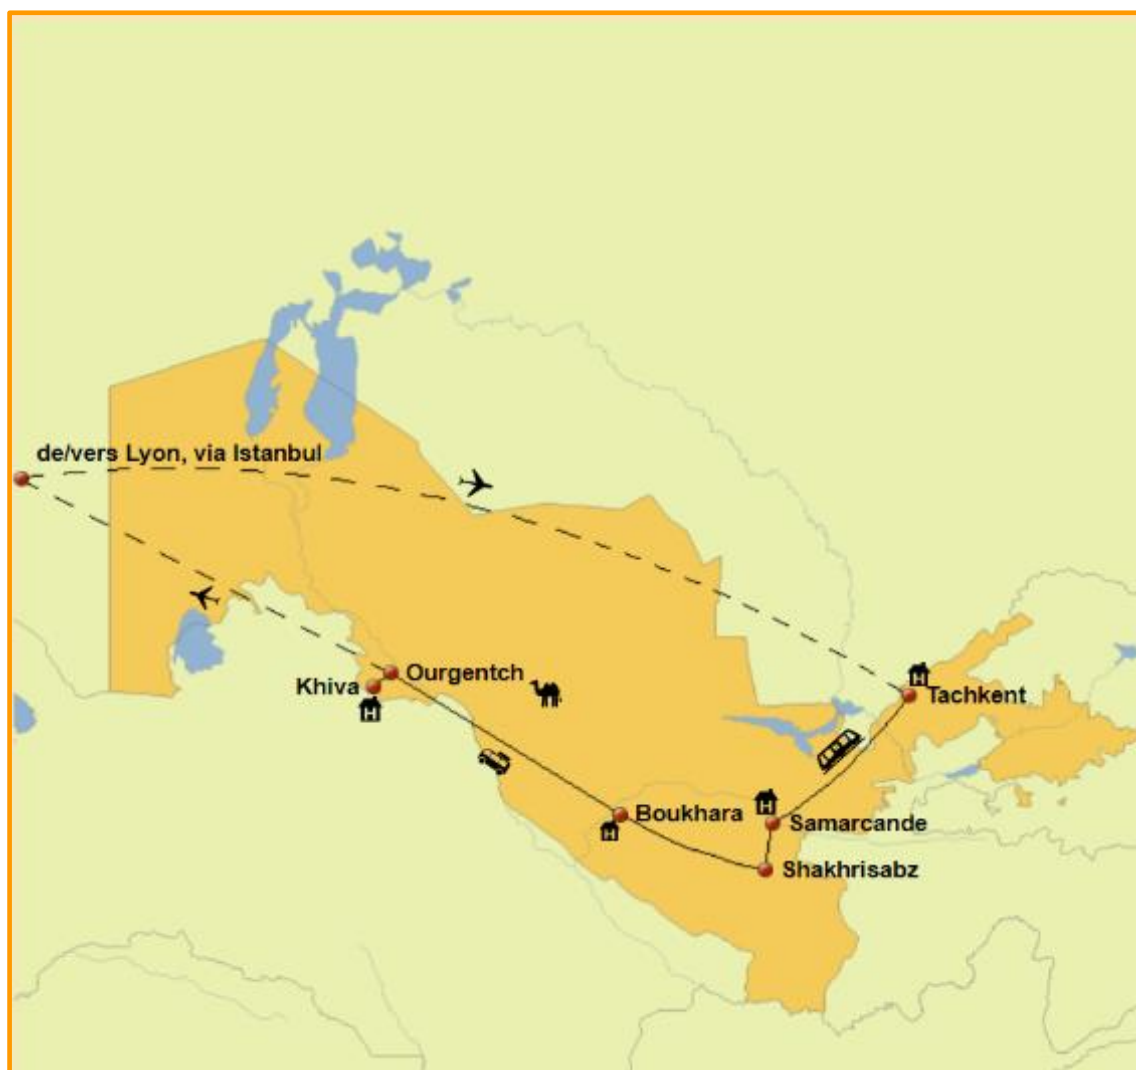 de/vers Lyon, via Istanbul
Ourgentch
Khiva
Tachkent
Boukhara
Samarcande
Shakhrisabz